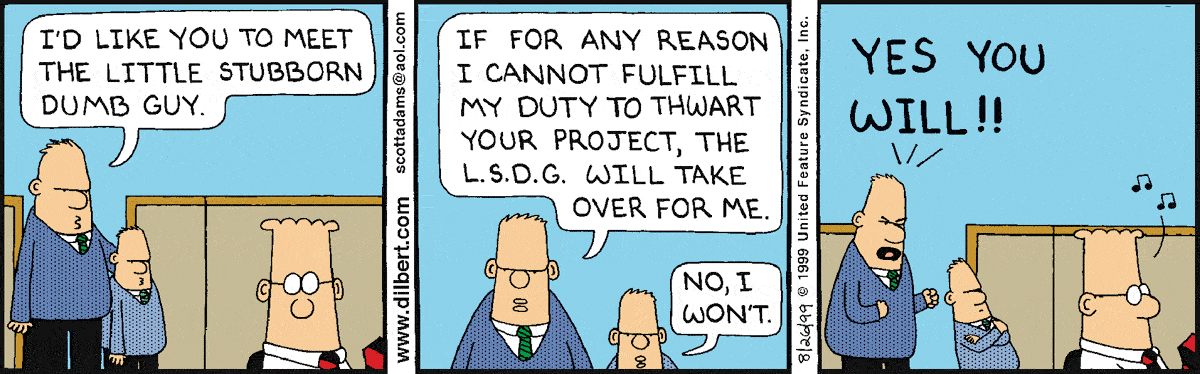 I'D LIKE YOU TO MEET
THE LITTLE STUBBORN
DUMB GUY.
www.dilbert.com scottadams@aol.com
IF FOR ANY REASON
I CANNOT FULFILL
MY DUTY TO THWART
YOUR PROJECT, THE
L.S.D.G. WILL TAKE
OVER FOR ME.
NO, I
WON'T.
8/26/99 © 1999 United Feature Syndicate, Inc.
YES YOU
WILL!!